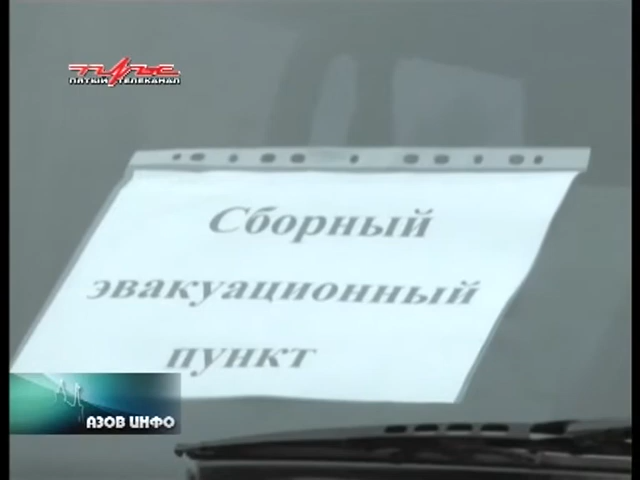 ПУЛЬС
ПЯТЫЙ ТЕЛЕКАНАЛ
Сборный
эвакуационный
пункт
АЗОВ ИНФО